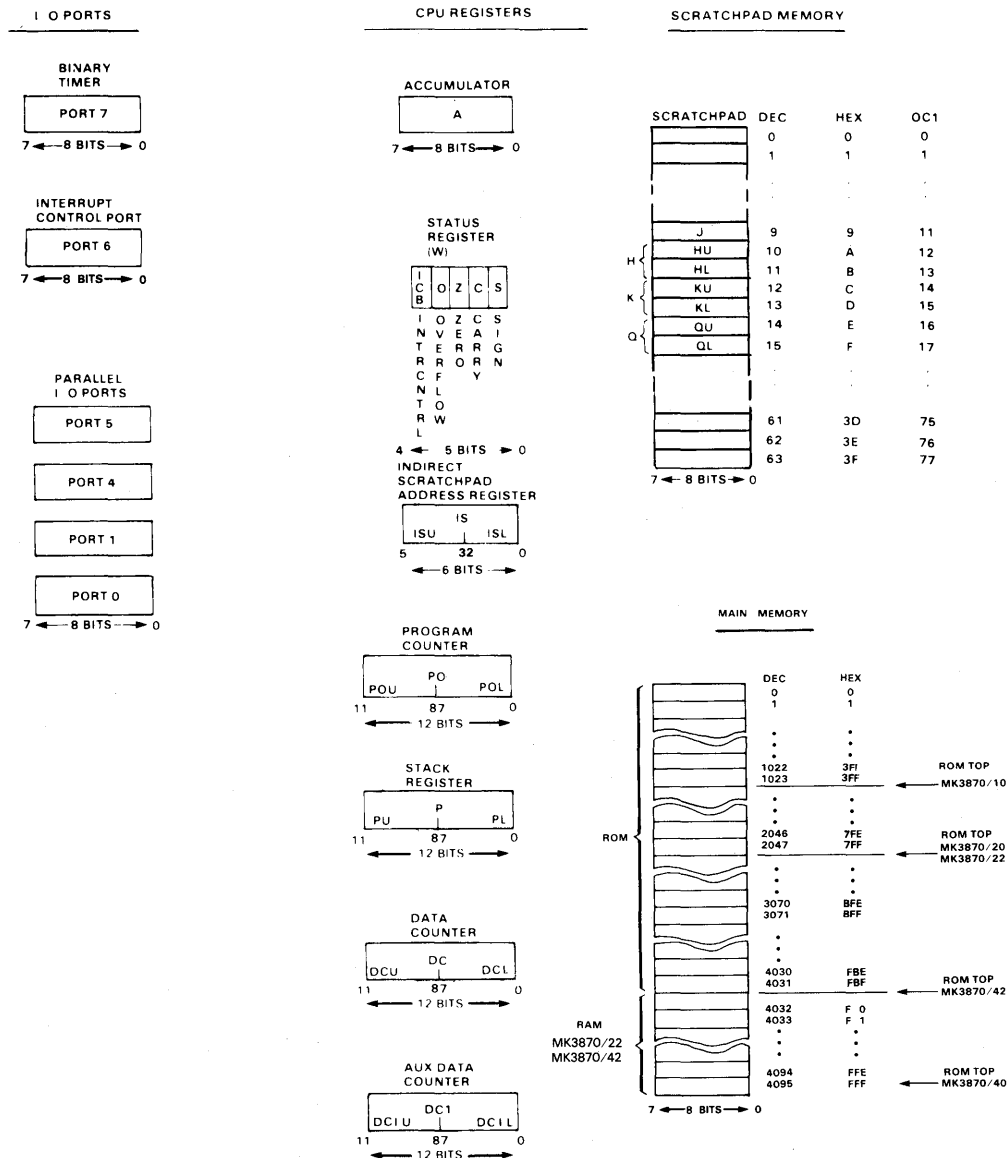 I O PORTS
BINARY
TIMER
PORT 7
7 8 BITS 0
INTERRUPT
CONTROL PORT
PORT 6
7 8 BITS 0
PARALLEL
I O PORTS
PORT 5
PORT 4
PORT 1
PORT 0
7 8 BITS 0
CPU REGISTERS
ACCUMULATOR
A
7 8 BITS 0
STATUS
REGISTER
(W)
ICB O Z C S
INTRCNTRL
OVERFLOW
ZERO
CARRY
SIGN
4 5 BITS 0
INDIRECT
SCRATCHPAD
ADDRESS REGISTER
IS
ISU ISL
5 32 0
6 BITS
PROGRAM
COUNTER
PO
POU POL
11 87 0
12 BITS
STACK
REGISTER
P
PU PL
11 87 0
12 BITS
DATA
COUNTER
DC
DCU DCL
11 87 0
12 BITS
AUX DATA
COUNTER
DC1
DC1U DC1L
11 87 0
12 BITS
SCRATCHPAD MEMORY
SCRATCHPAD DEC HEX OC1
0 0 0
1 1 1
J 9 9 11
H
HU 10 A 12
HL 11 B 13
K
KU 12 C 14
KL 13 D 15
Q
QU 14 E 16
QL 15 F 17
61 3D 75
62 3E 76
63 3F 77
7 8 BITS 0
MAIN MEMORY
DEC HEX
0 0
1 1
1022 3FF
1023 3FF
ROM TOP
MK3870/10
ROM
2046 7FE
2047 7FF
ROM TOP
MK3870/20
MK3870/22
3070 BFE
3071 BFF
4030 FBE
4031 FBF
ROM TOP
MK3870/42
RAM
MK3870/22
MK3870/42
4032 F 0
4033 F 1
4094 FFE
4095 FFF
ROM TOP
MK3870/40
7 8 BITS 0